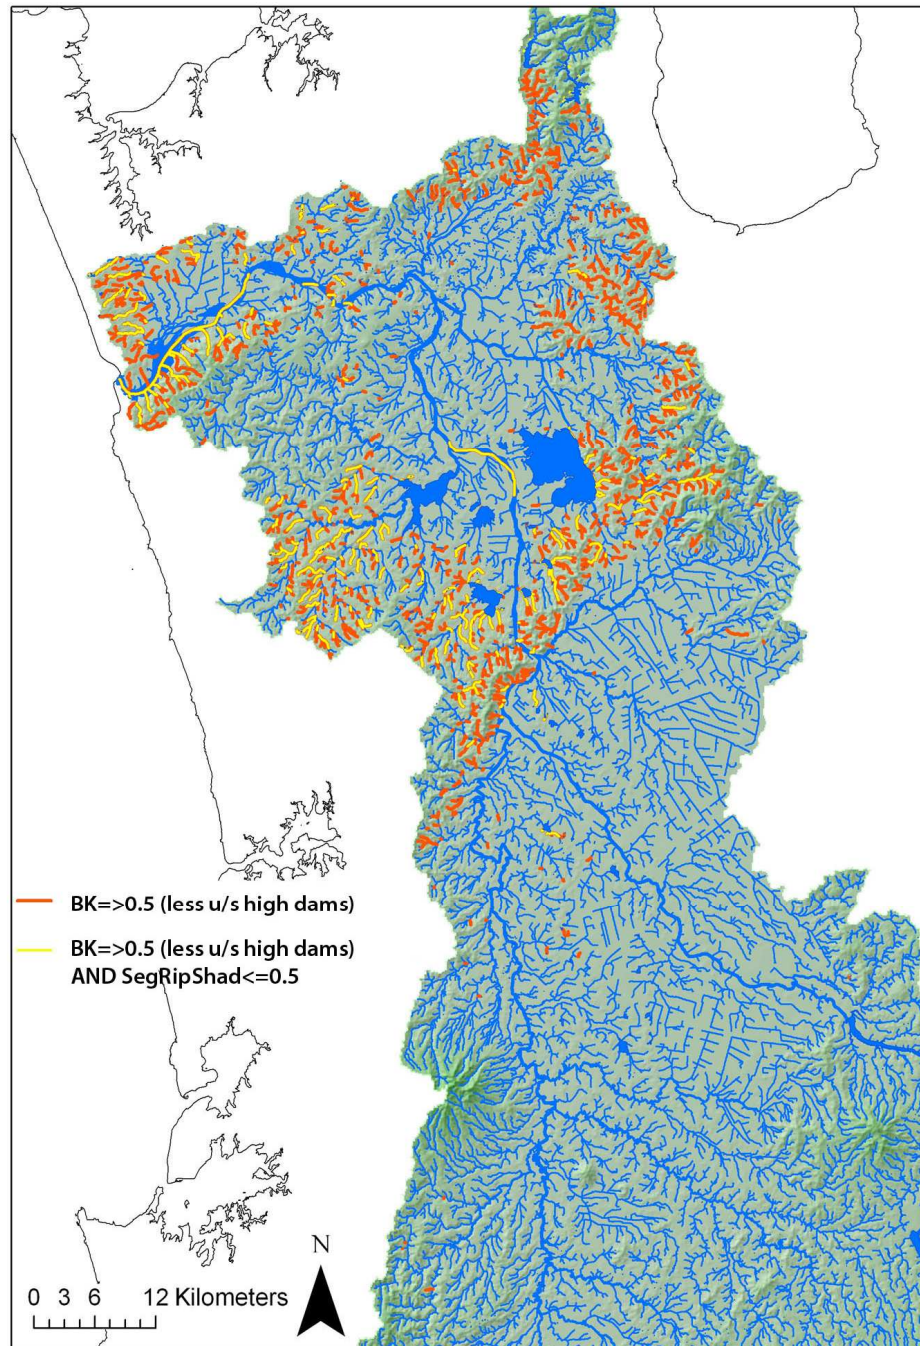 BK=>0.5 (less u/s high dams)
BK=>0.5 (less u/s high dams)
AND SegRipShad<=0.5
N
0 3 6 12 Kilometers